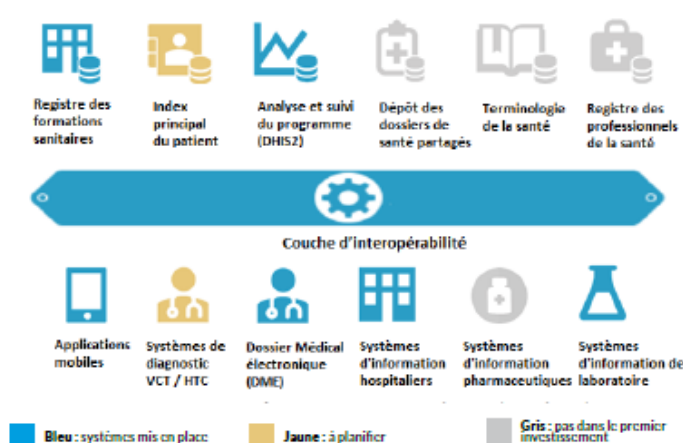 Registre des
formations
sanitaires
Index
principal
du patient
Analyse et suivi
du programme
(DHIS2)
Dépôt des
dossiers de
santé partagés
Terminologie
de la santé
Registre des
professionnels
de la santé
Couche d'interopérabilité
Applications
mobiles
Systèmes de
diagnostic
VCT / HTC
Dossier Médical
électronique
(DME)
Systèmes
d'information
hospitaliers
Systèmes
d'information
pharmaceutiques
Systèmes
d'information de
laboratoire
Bleu : systèmes mis en place
Jaune : à planifier
Gris : pas dans le premier
investissement